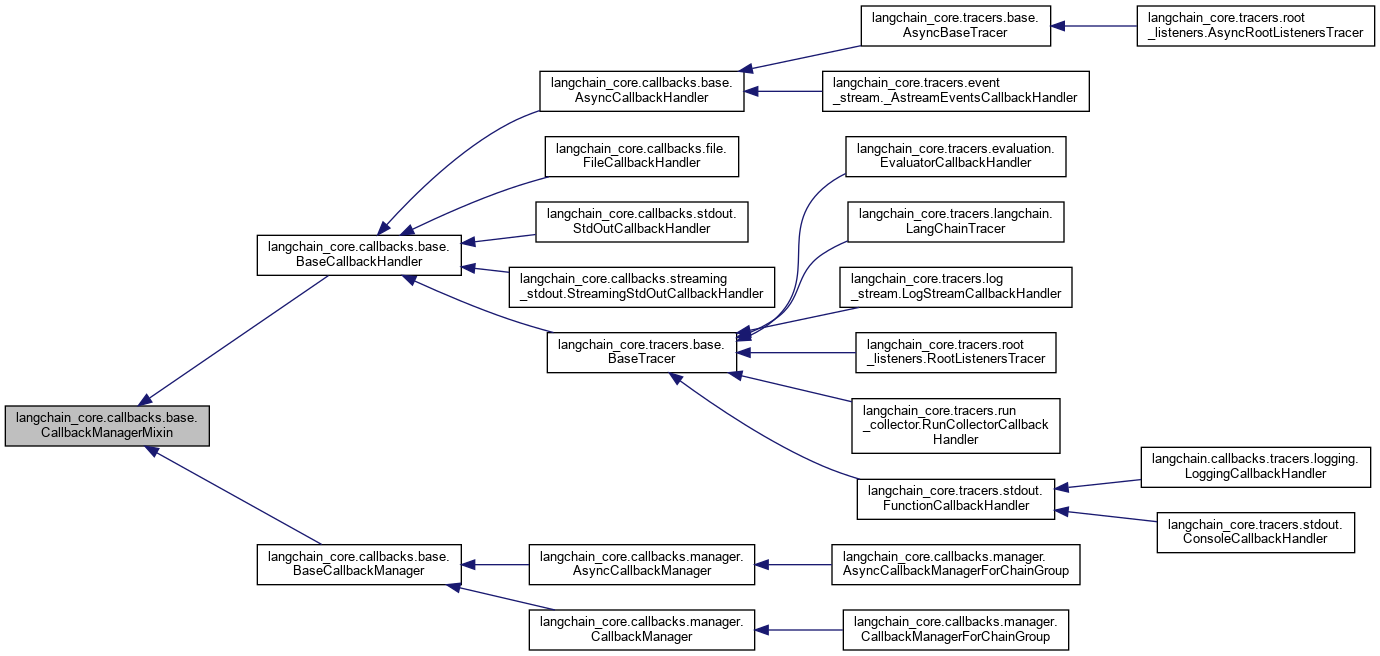 langchain_core.tracers.base.
AsyncBaseTracer
langchain_core.tracers.root
_listeners.AsyncRootListenersTracer
langchain_core.callbacks.base.
AsyncCallbackHandler
langchain_core.tracers.event
_stream._AstreamEventsCallbackHandler
langchain_core.callbacks.file.
FileCallbackHandler
langchain_core.tracers.evaluation.
EvaluatorCallbackHandler
langchain_core.callbacks.stdout.
StdOutCallbackHandler
langchain_core.tracers.langchain.
LangChainTracer
langchain_core.callbacks.base.
BaseCallbackHandler
langchain_core.callbacks.streaming
_stdout.StreamingStdOutCallbackHandler
langchain_core.tracers.log
_stream.LogStreamCallbackHandler
langchain_core.tracers.base.
BaseTracer
langchain_core.tracers.root
_listeners.RootListenersTracer
langchain_core.callbacks.base.
CallbackManagerMixin
langchain_core.tracers.run
_collector.RunCollectorCallback
Handler
langchain_core.tracers.stdout.
FunctionCallbackHandler
langchain.callbacks.tracers.logging.
LoggingCallbackHandler
langchain_core.tracers.stdout.
ConsoleCallbackHandler
langchain_core.callbacks.base.
BaseCallbackManager
langchain_core.callbacks.manager.
AsyncCallbackManager
langchain_core.callbacks.manager.
AsyncCallbackManagerForChainGroup
langchain_core.callbacks.manager.
CallbackManager
langchain_core.callbacks.manager.
CallbackManagerForChainGroup